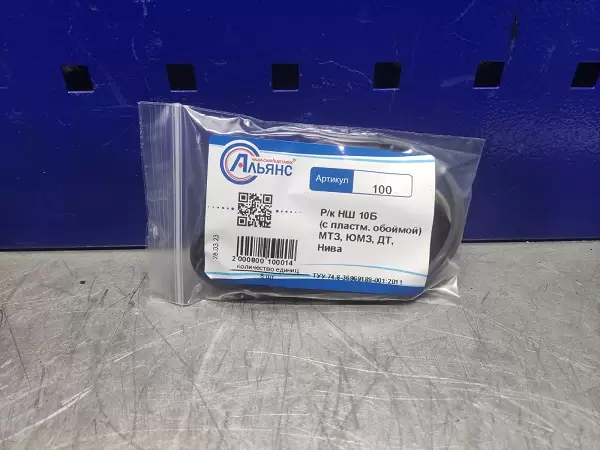 АЛЬЯНС
Артикул 100
Р/к НШ 10Б
(с пластм. обоймой)
МТЗ, ЮМЗ, ДТ,
Нива
28.03.23
2 000800 100014
количество единиц
ТУУ 74.8-36969189-001:2011